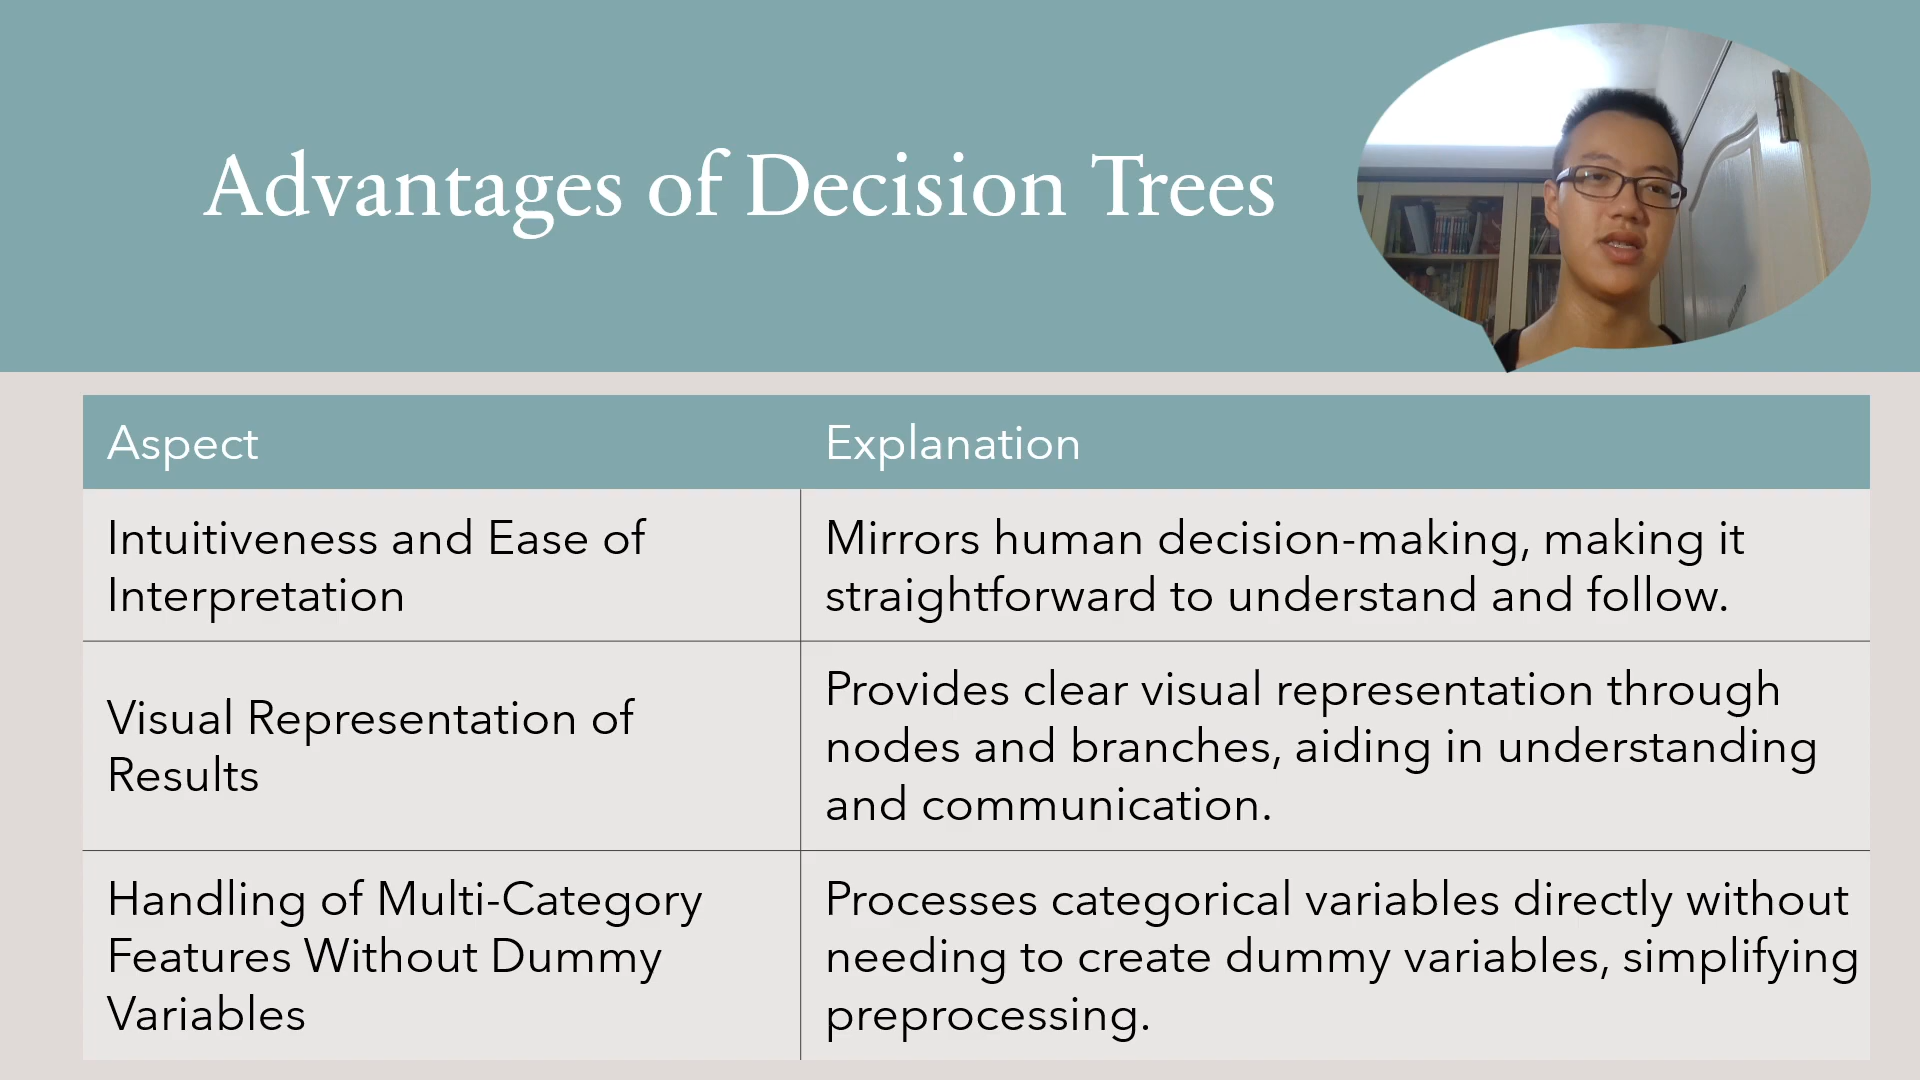 Advantages of Decision Trees
Aspect
Explanation
Intuitiveness and Ease of
Interpretation
Mirrors human decision-making, making it
straightforward to understand and follow.
Visual Representation of
Results
Provides clear visual representation through
nodes and branches, aiding in understanding
and communication.
Handling of Multi-Category
Features Without Dummy
Variables
Processes categorical variables directly without
needing to create dummy variables, simplifying
preprocessing.